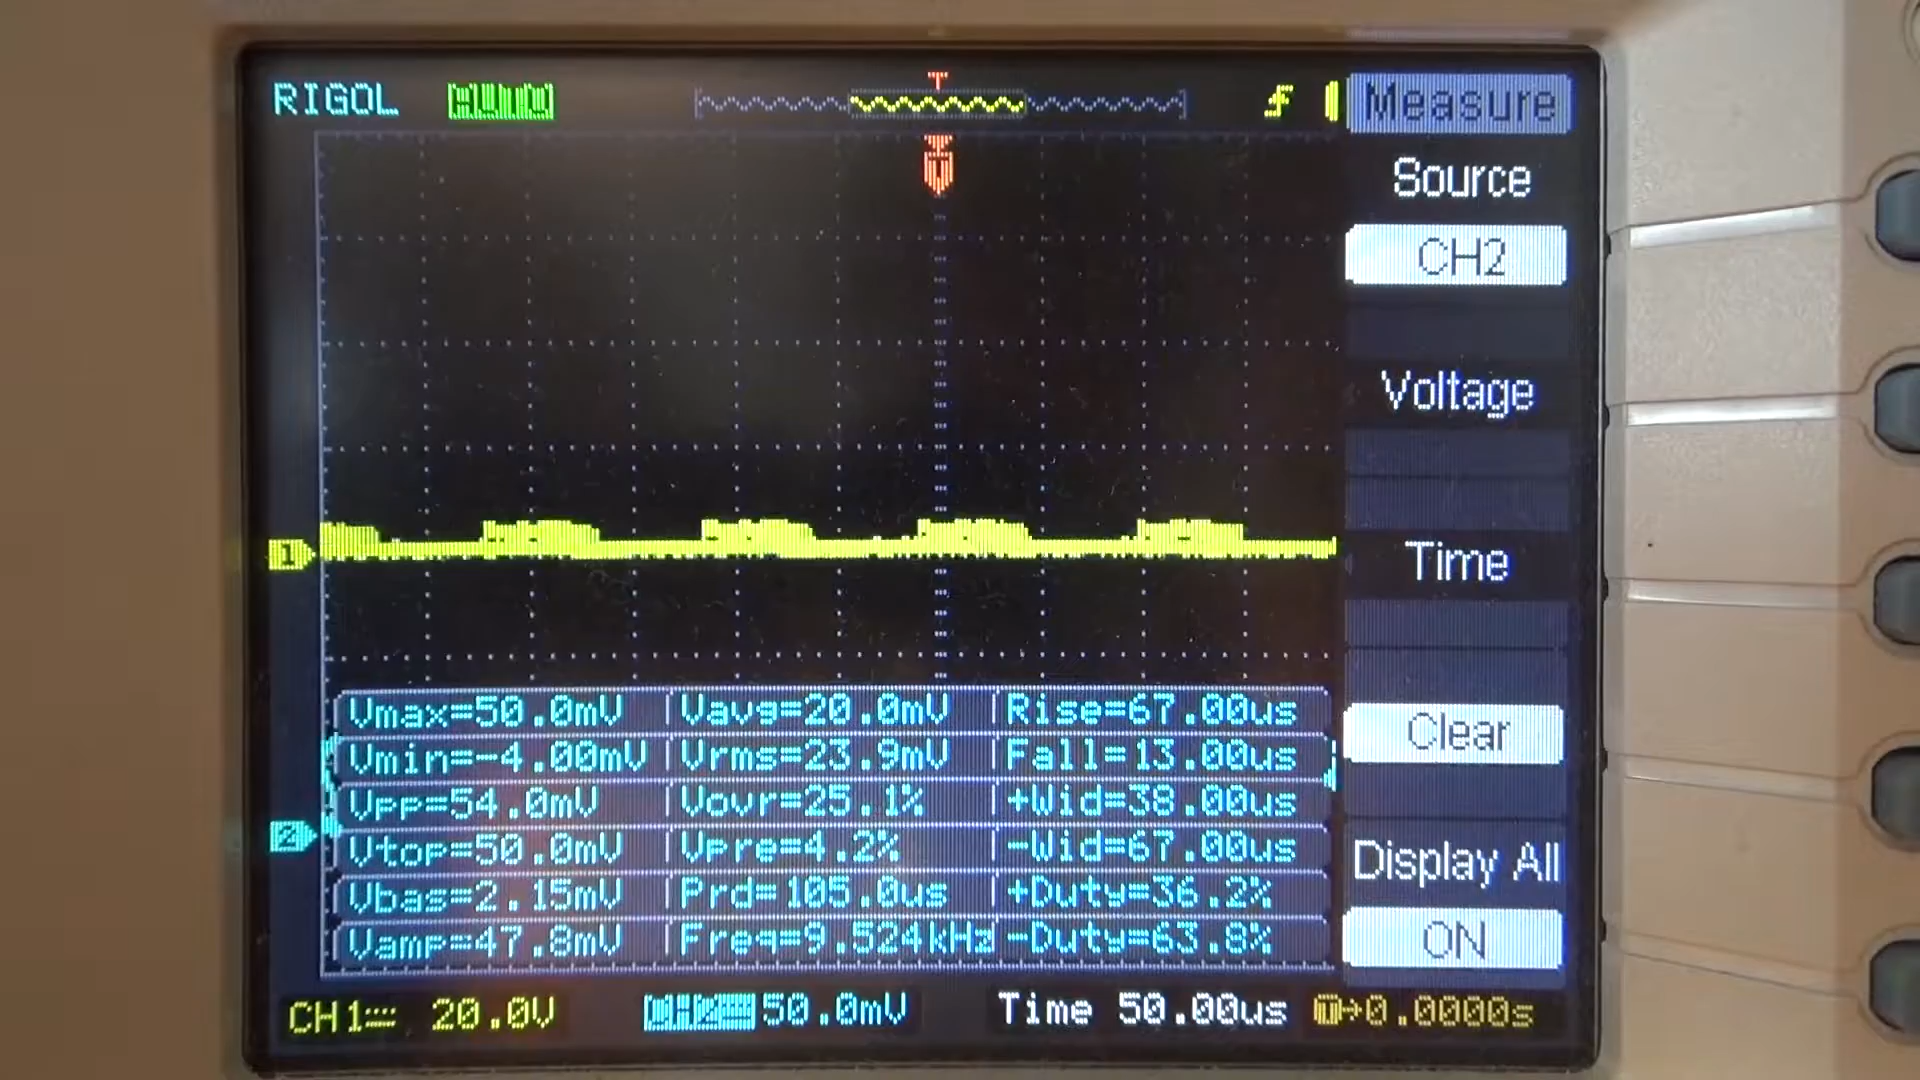 RIGOL
T
Measure
Source
CH2
Voltage
Time
Clear
Display All
ON
1
2
Vmax=50.0mV Vavg=20.0mV Rise=67.00us
Vmin=-4.00mV Vrms=23.9mV Fall=13.00us
Vpp=54.0mV Vovr=25.1% +Wid=38.00us
Vtop=50.0mV Vpre=4.2% -Wid=67.00us
Vbas=2.15mV Prd=105.0us +Duty=36.2%
Vamp=47.8mV Freq=9.524kHz -Duty=63.8%
CH1 20.0V 50.0mV Time 50.00us 0.0000s